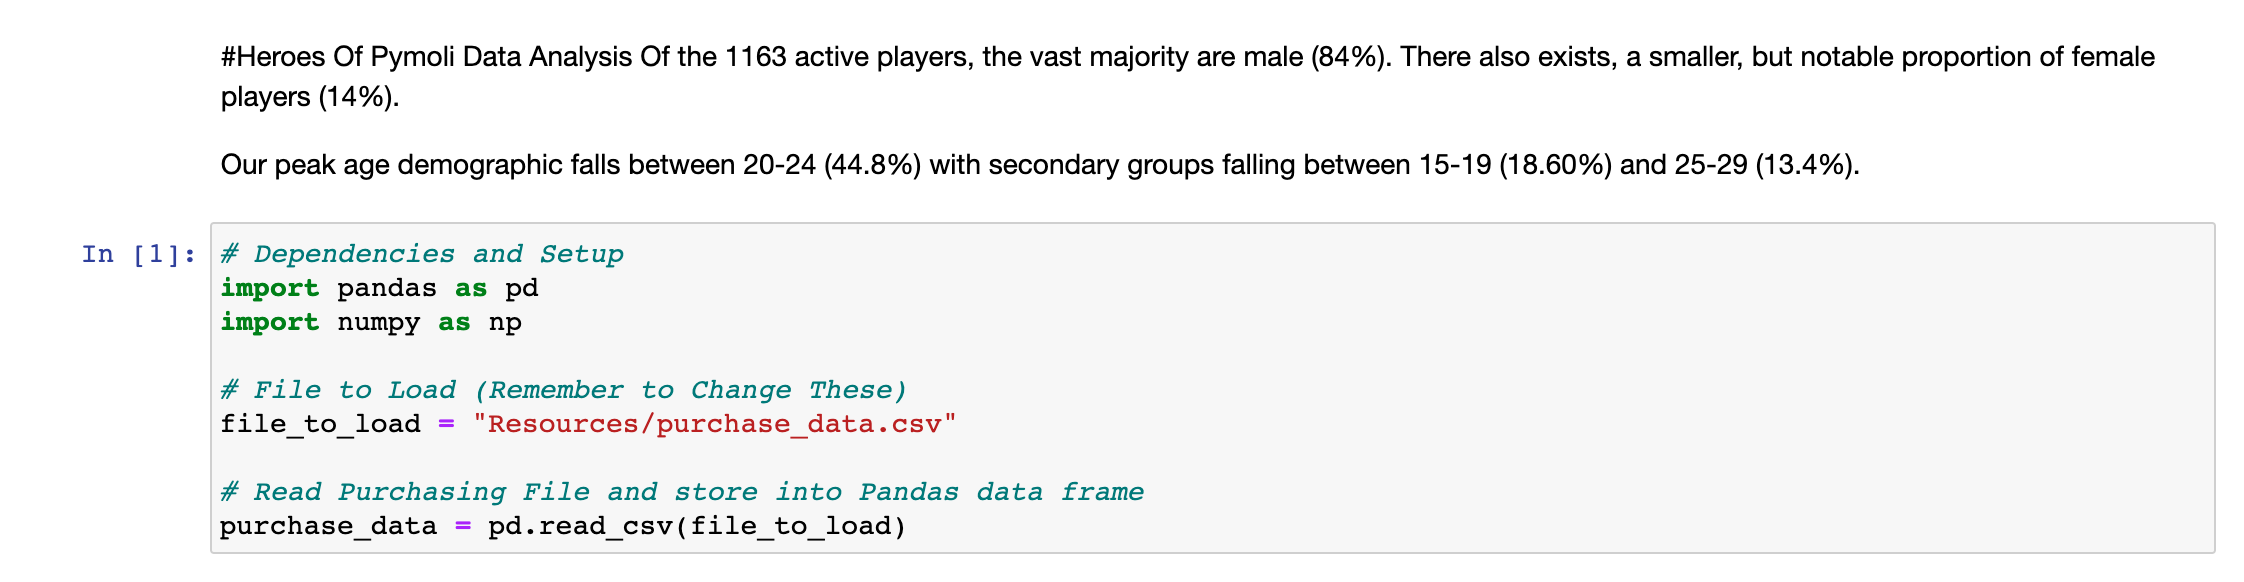 #Heroes Of Pymoli Data Analysis Of the 1163 active players, the vast majority are male (84%). There also exists, a smaller, but notable proportion of female
players (14%).
Our peak age demographic falls between 20-24 (44.8%) with secondary groups falling between 15-19 (18.60%) and 25-29 (13.4%).
In [1]: # Dependencies and Setup
import pandas as pd
import numpy as np
# File to Load (Remember to Change These)
file_to_load = "Resources/purchase_data.csv"
# Read Purchasing File and store into Pandas data frame
purchase_data = pd.read_csv(file_to_load)